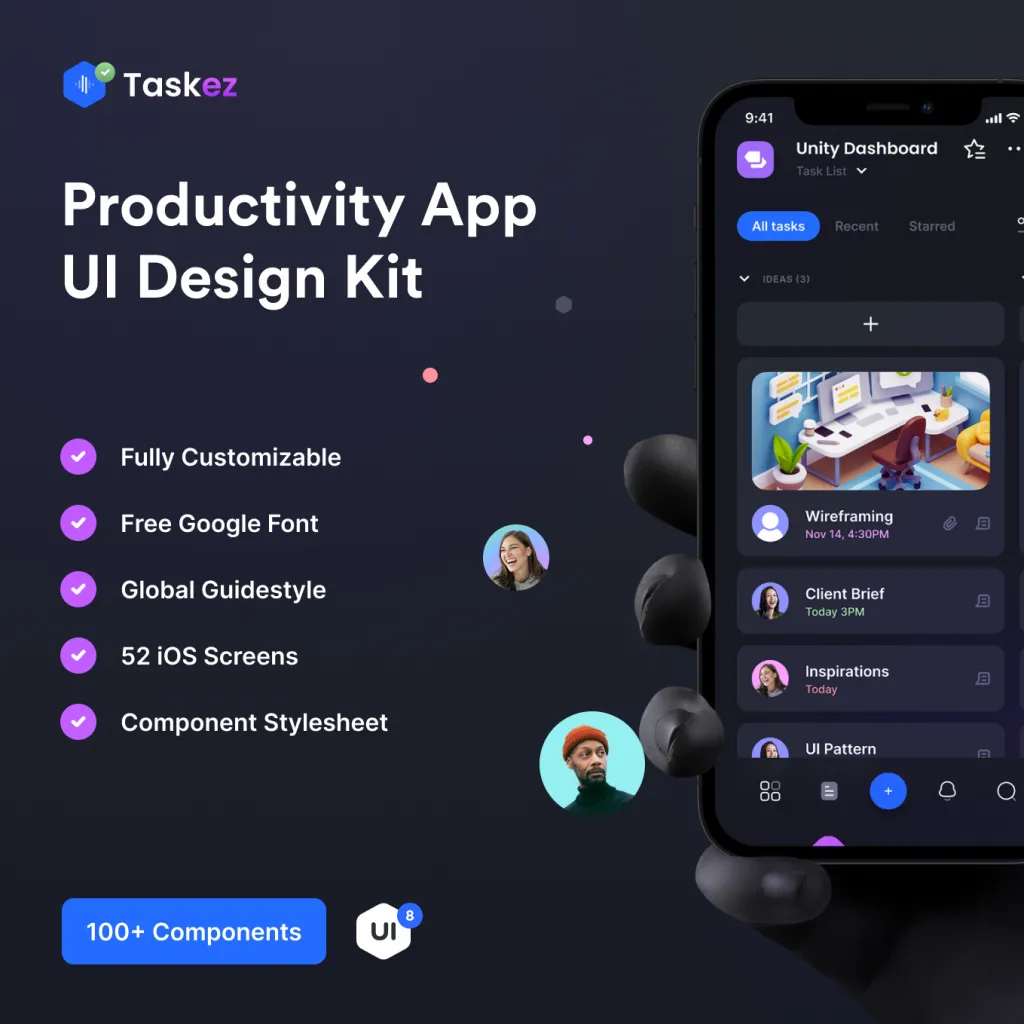 Taskez
Productivity App
UI Design Kit
Fully Customizable
Free Google Font
Global Guidestyle
52 iOS Screens
Component Stylesheet
100+ Components
UI
8
9:41
Unity Dashboard
Task List
All tasks
Recent
Starred
IDEAS (3)
+
Wireframing
Nov 14, 4:30PM
Client Brief
Today 3PM
Inspirations
Today
UI Pattern
+